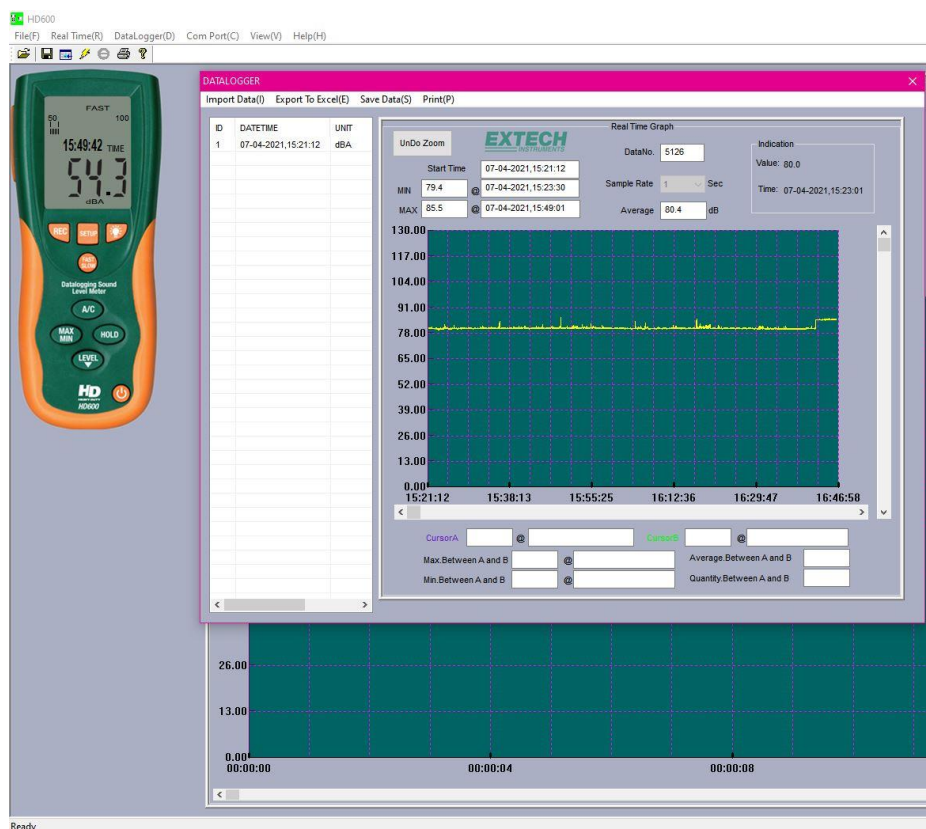 HD600
File(F) Real Time(R) DataLogger(D) Com Port(C) View(V) Help(H)
FAST
50 100
15:49:42 TIME
54.3
dBA
REC SETUP
FAST SLOW
Datalogging Sound
Level Meter
A/C
MAX MIN HOLD
LEVEL
HD
HEAVY DUTY
HD600
DATALOGGER
Import Data(I) Export To Excel(E) Save Data(S) Print(P)
ID DATETIME UNIT
1 07-04-2021,15:21:12 dBA
Real Time Graph
UnDo Zoom
EXTECH
INSTRUMENTS
DataNo. 5126
Indication
Value: 80.0
Time: 07-04-2021,15:23:01
Start Time 07-04-2021,15:21:12
MIN 79.4 @ 07-04-2021,15:23:30
Sample Rate 1 Sec
MAX 85.5 @ 07-04-2021,15:49:01
Average 80.4 dB
130.00
117.00
104.00
91.00
78.00
65.00
52.00
39.00
26.00
13.00
0.00
15:21:12 15:38:13 15:55:25 16:12:36 16:29:47 16:46:58
CursorA @ CursorB @
Max.Between A and B @ Average.Between A and B
Min.Between A and B @ Quantity.Between A and B
26.00
13.00
0.00
00:00:00 00:00:04 00:00:08
Ready